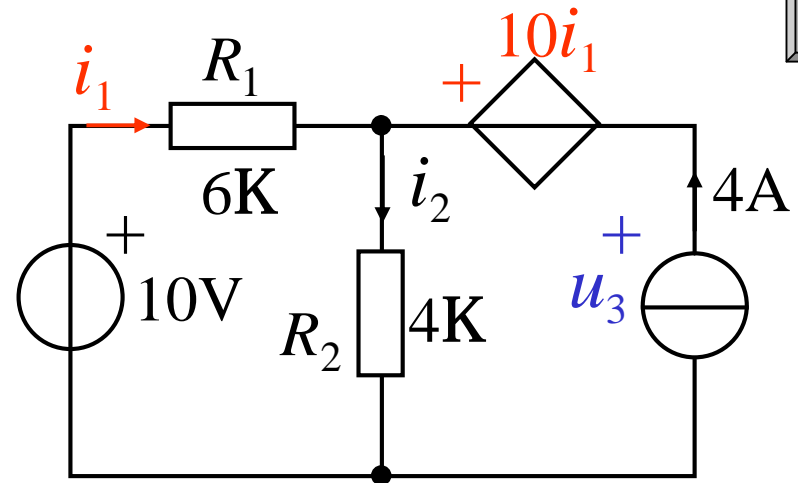 i₁
R₁
6K
+
10i₁
i₂
4A
+
10V
R₂
4K
+
u₃